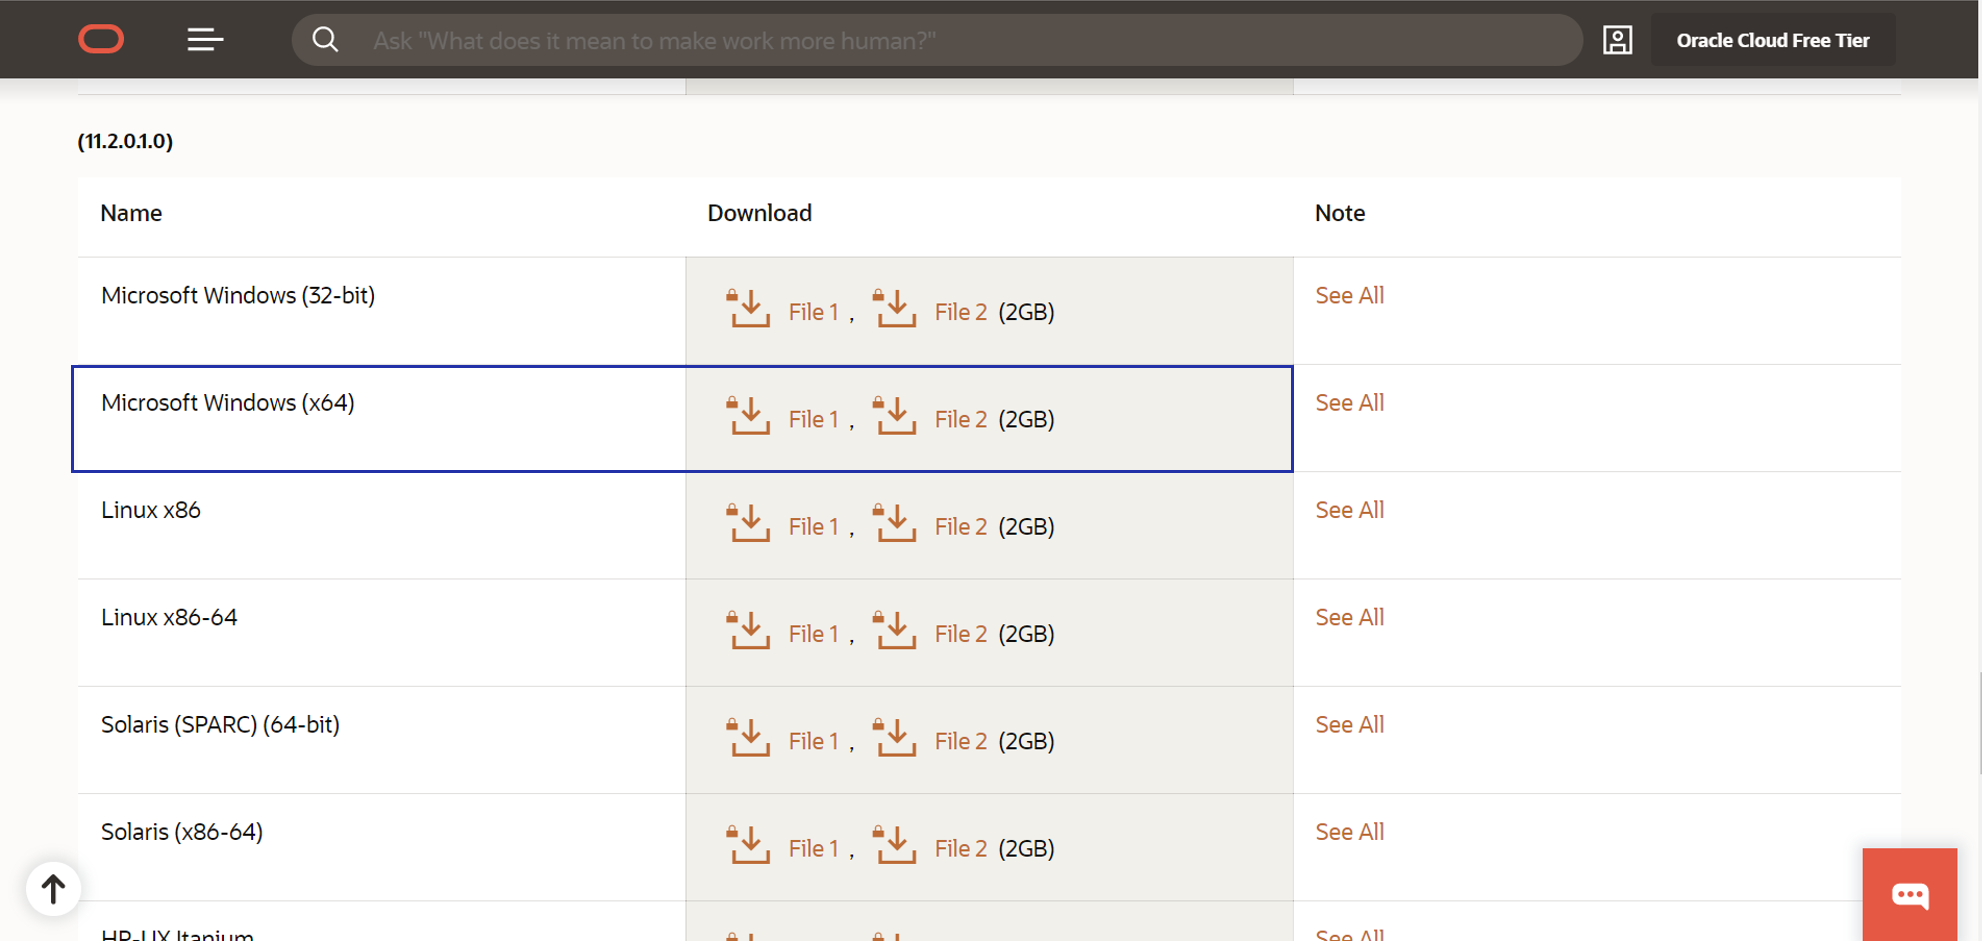 Ask "What does it mean to make work more human?"
Oracle Cloud Free Tier
(11.2.0.1.0)
Name Download Note
Microsoft Windows (32-bit) File 1 , File 2 (2GB) See All
Microsoft Windows (x64) File 1 , File 2 (2GB) See All
Linux x86 File 1 , File 2 (2GB) See All
Linux x86-64 File 1 , File 2 (2GB) See All
Solaris (SPARC) (64-bit) File 1 , File 2 (2GB) See All
Solaris (x86-64) File 1 , File 2 (2GB) See All
HP-UX Itanium See All